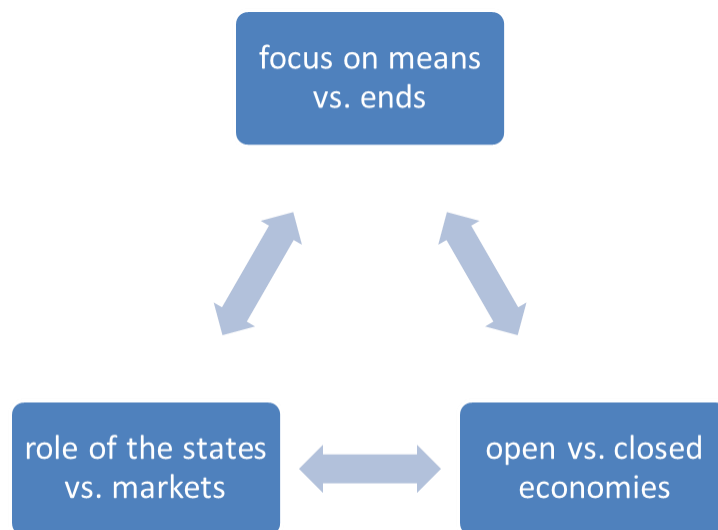 focus on means
vs. ends
role of the states
vs. markets
open vs. closed
economies